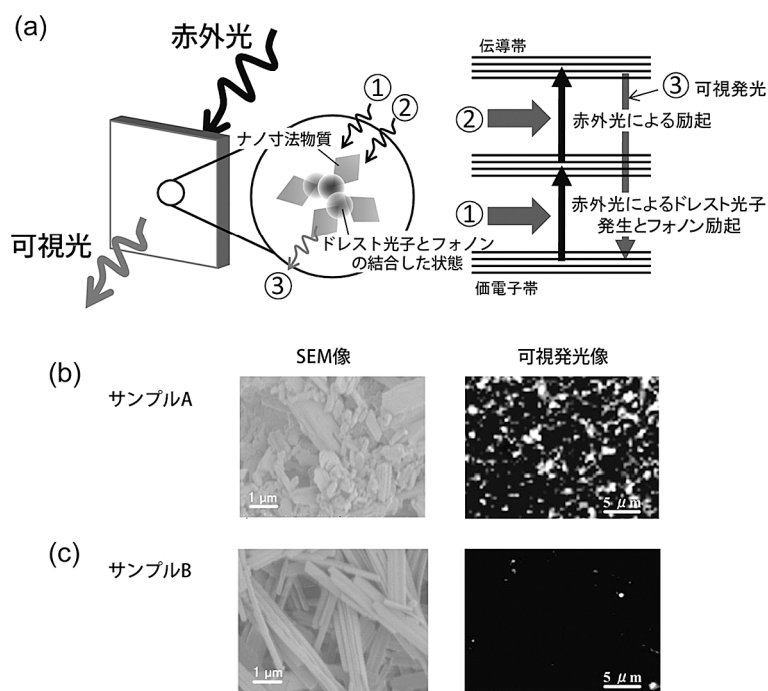 (a)
赤外光
可視光
①
②
ナノ寸法物質
ドレスト光子とフォノン
の結合した状態
③
伝導帯
③ 可視発光
②
赤外光による励起
①
赤外光によるドレスト光子
発生とフォノン励起
価電子帯
SEM像
可視発光像
(b)
サンプルA
1 μm
5 μm
(c)
サンプルB
1 μm
5 μm